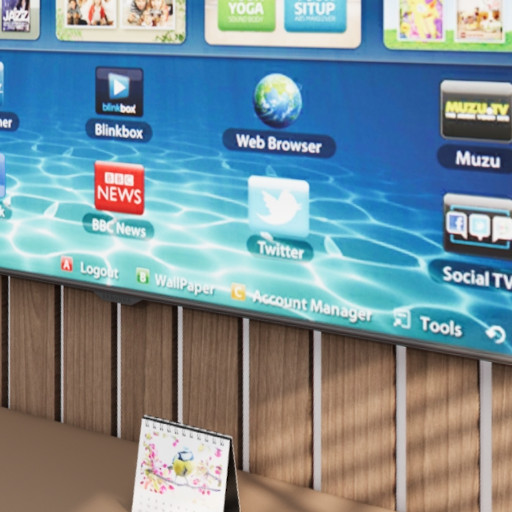 JAZZ
YOGA
SITUP
blinkbox
Blinkbox
Web Browser
MUZU.TV
Muzu
BBC
NEWS
BBC News
Twitter
Social TV
A Logout
B WallPaper
C Account Manager
Tools